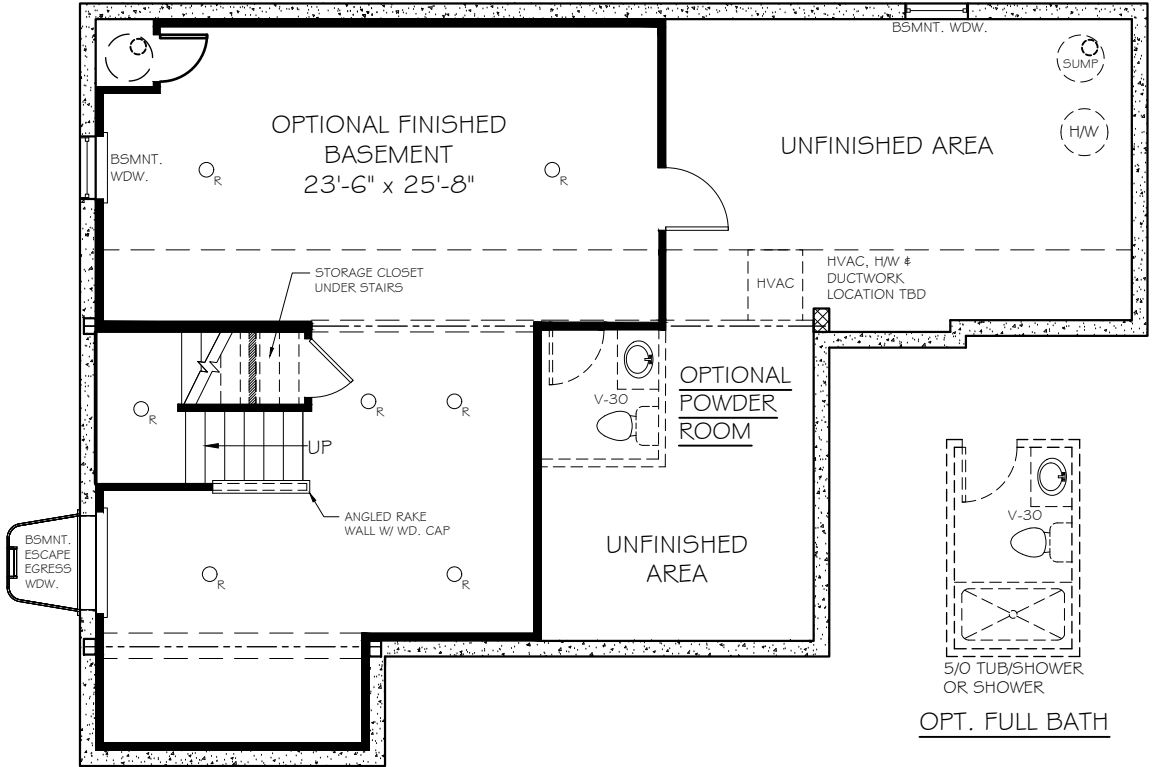 BSMNT. WDW.
SUMP
H/W
OPTIONAL FINISHED
BASEMENT
23'-6" x 25'-8"
UNFINISHED AREA
BSMNT.
WDW.
R
R
STORAGE CLOSET
UNDER STAIRS
HVAC
HVAC, H/W &
DUCTWORK
LOCATION TBD
OPTIONAL
POWDER
ROOM
V-30
R
R
R
UP
ANGLED RAKE
WALL W/ WD. CAP
BSMNT.
ESCAPE
EGRESS
WDW.
R
R
UNFINISHED
AREA
V-30
5/0 TUB/SHOWER
OR SHOWER
OPT. FULL BATH